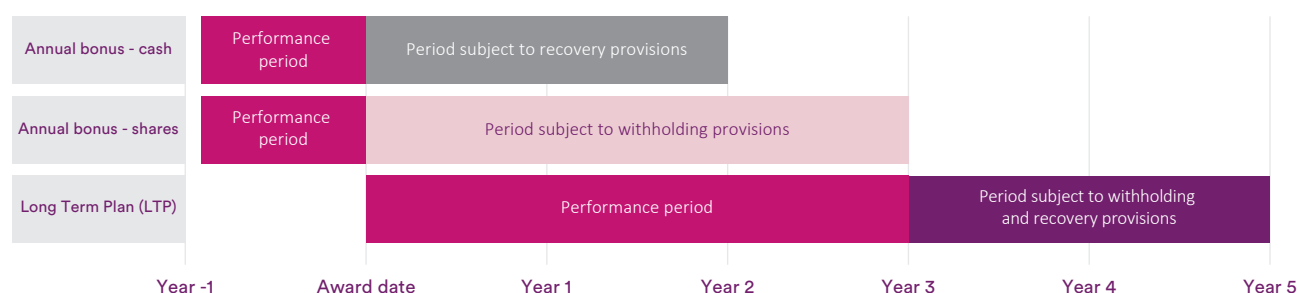 Annual bonus - cash
Performance
period
Period subject to recovery provisions
Annual bonus - shares
Performance
period
Period subject to withholding provisions
Long Term Plan (LTP)
Performance period
Period subject to withholding
and recovery provisions
Year -1
Award date
Year 1
Year 2
Year 3
Year 4
Year 5